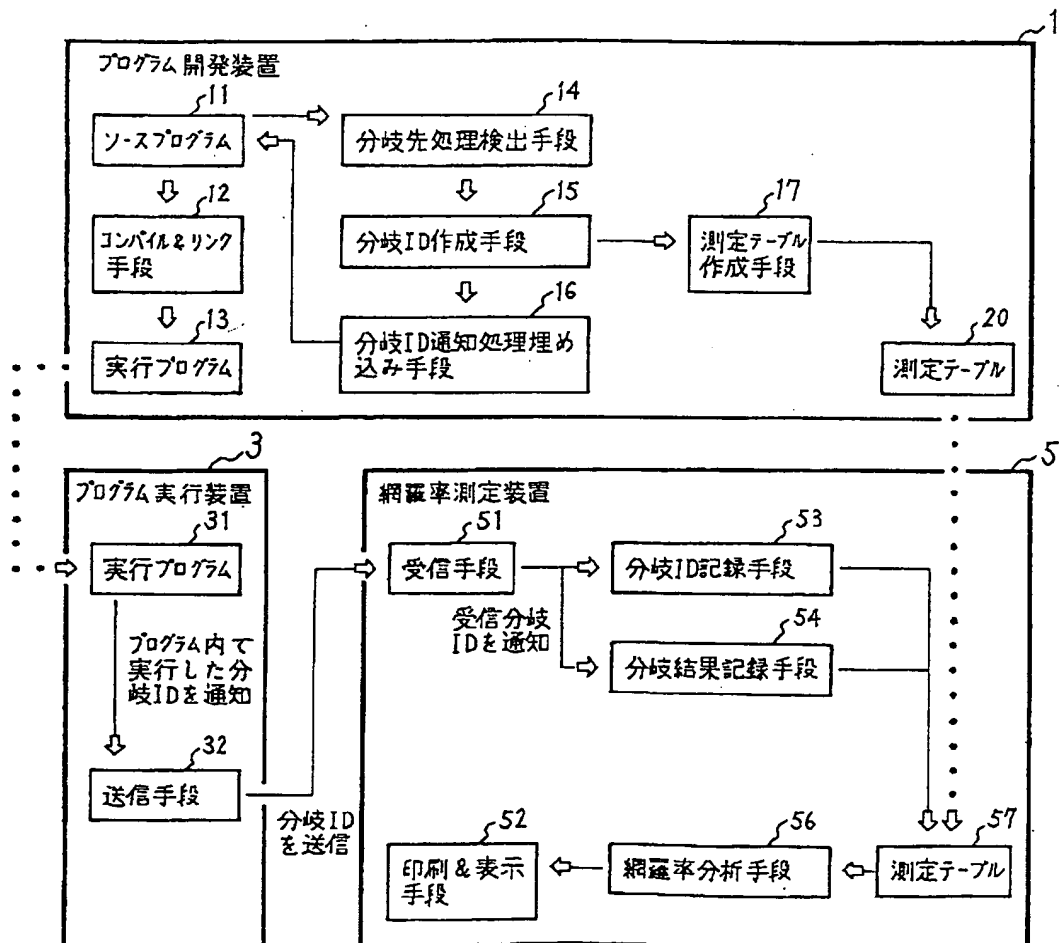 1
プログラム開発装置
11
ソースプログラム
14
分岐先処理検出手段
12
コンパイル&リンク
手段
15
分岐ID作成手段
17
測定テーブル
作成手段
13
実行プログラム
16
分岐ID通知処理埋め
込み手段
20
測定テーブル
3
プログラム実行装置
31
実行プログラム
プログラム内で
実行した分
岐IDを通知
32
送信手段
分岐ID
を送信
5
網羅率測定装置
51
受信手段
受信分岐
IDを通知
53
分岐ID記録手段
54
分岐結果記録手段
52
印刷&表示
手段
56
網羅率分析手段
57
測定テーブル